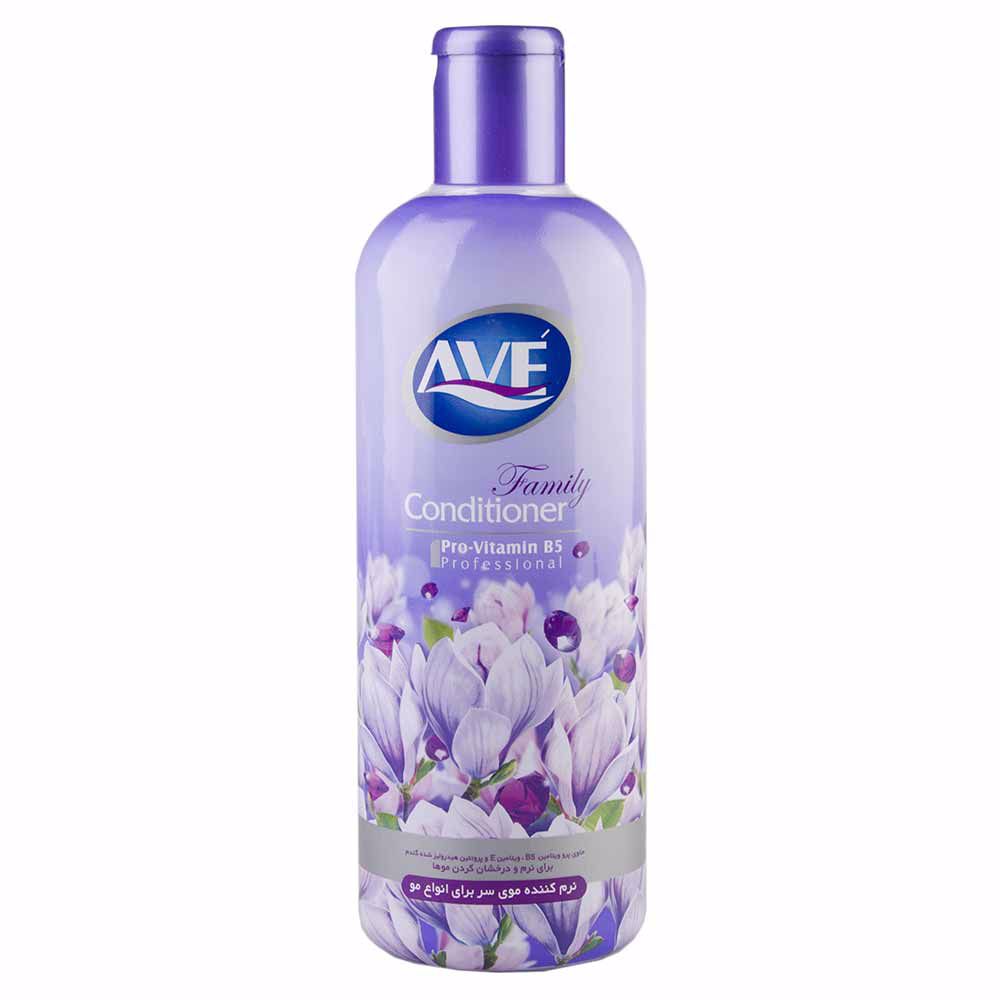 AVÉ
Family
Conditioner
Pro-Vitamin B5
Professional
حاوی پرو ویتامین B5 ، ویتامین E و پروتئین هیدرولیز شده گندم
برای نرم و درخشان کردن موها
نرم کننده موی سر برای انواع مو